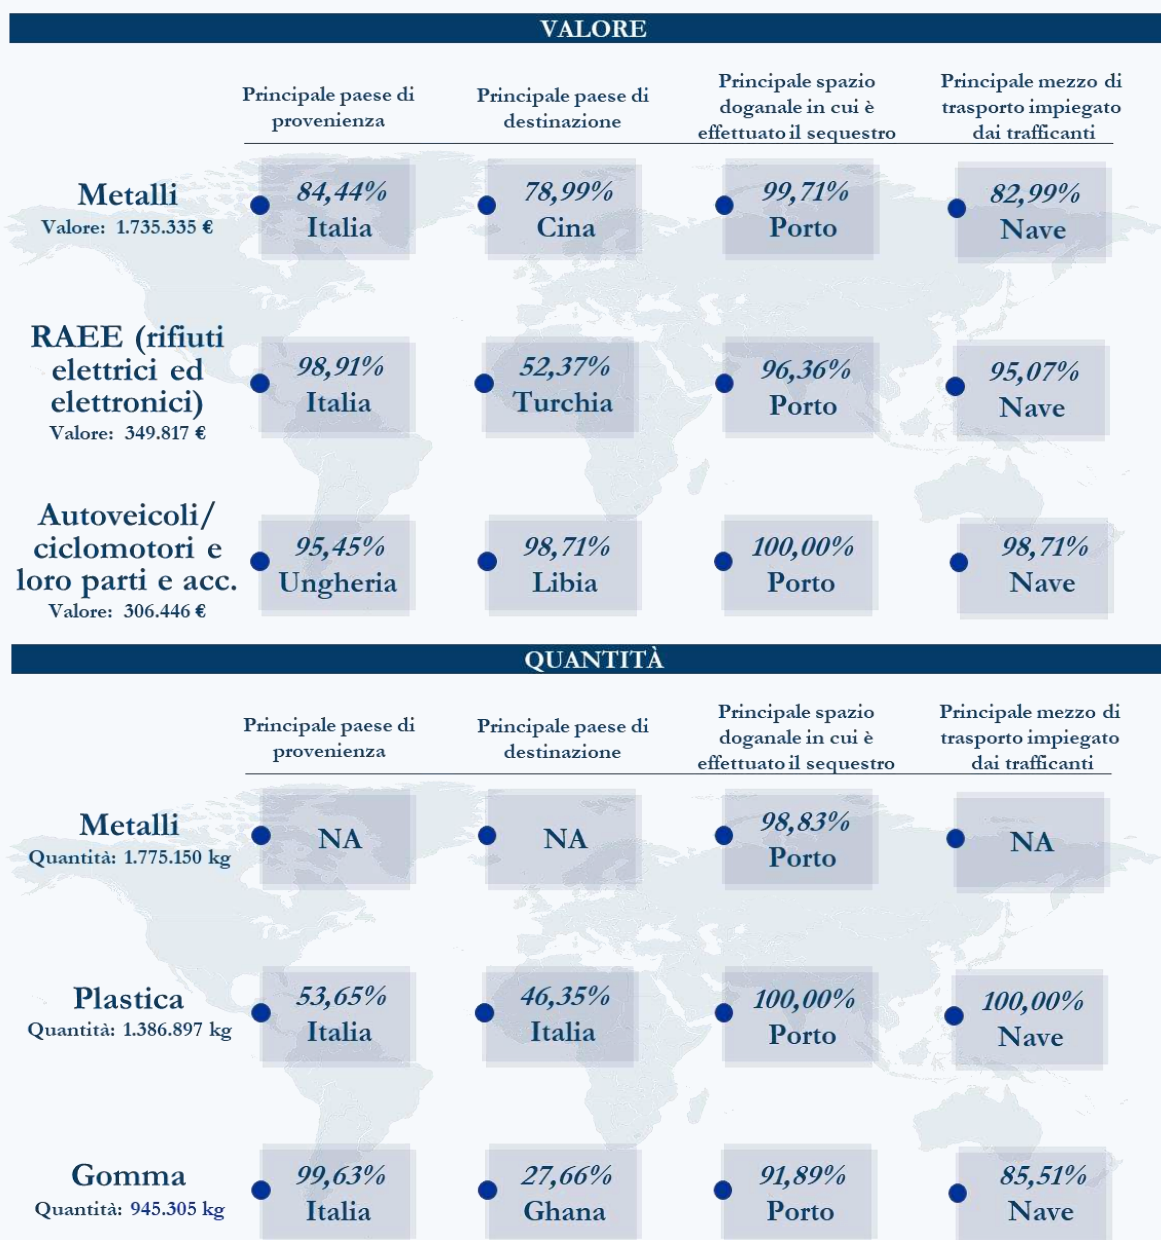 VALORE
Principale paese di
provenienza
Principale paese di
destinazione
Principale spazio
doganale in cui è
effettuato il sequestro
Principale mezzo di
trasporto impiegato
dai trafficanti
Metalli
Valore: 1.735.335 €
84,44%
Italia
78,99%
Cina
99,71%
Porto
82,99%
Nave
RAEE (rifiuti
elettrici ed
elettronici)
Valore: 349.817 €
98,91%
Italia
52,37%
Turchia
96,36%
Porto
95,07%
Nave
Autoveicoli/
ciclomotori e
loro parti e acc.
Valore: 306.446 €
95,45%
Ungheria
98,71%
Libia
100,00%
Porto
98,71%
Nave
QUANTITÀ
Principale paese di
provenienza
Principale paese di
destinazione
Principale spazio
doganale in cui è
effettuato il sequestro
Principale mezzo di
trasporto impiegato
dai trafficanti
Metalli
Quantità: 1.775.150 kg
NA
NA
98,83%
Porto
NA
Plastica
Quantità: 1.386.897 kg
53,65%
Italia
46,35%
Italia
100,00%
Porto
100,00%
Nave
Gomma
Quantità: 945.305 kg
99,63%
Italia
27,66%
Ghana
91,89%
Porto
85,51%
Nave